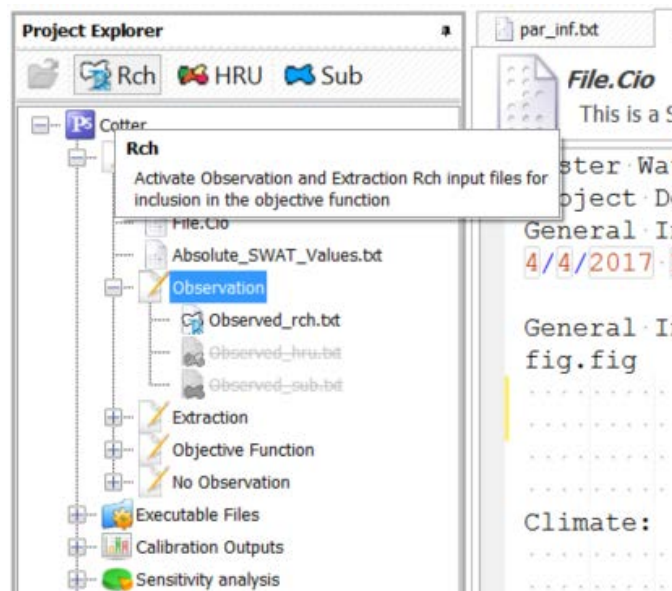 Project Explorer
Rch HRU Sub
Cotter
Rch
Activate Observation and Extraction Rch input files for
inclusion in the objective function
File.Cio
Absolute_SWAT_Values.txt
Observation
Observed_rch.txt
Observed_hru.txt
Observed_sub.txt
Extraction
Objective Function
No Observation
Executable Files
Calibration Outputs
Sensitivity analysis
par_inf.txt
File.Cio
This is a S
ster Wa
oject D
General I
4/4/2017
General I
fig.fig
Climate: